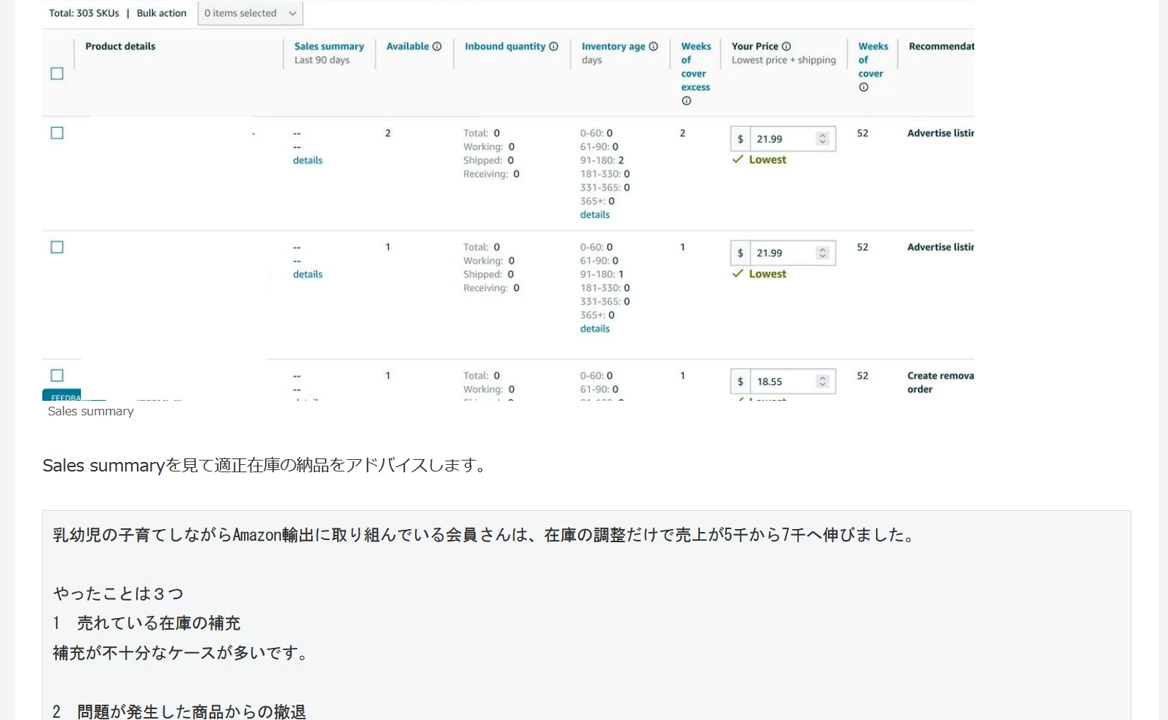 Total: 303 SKUs | Bulk action 0 items selected
Product details Sales summary Available Inbound quantity Inventory age Weeks of cover excess Your Price Weeks of cover
Last 90 days days Lowest price + shipping
-- 2 Total: 0 0-60: 0 2 $ 21.99 52 Advertise
-- Working: 0 61-90: 0
details Shipped: 0 91-180: 2 Lowest
Receiving: 0 181-330: 0
331-365: 0
365+: 0
details
-- 1 Total: 0 0-60: 0 1 $ 21.99 52 Advertise
-- Working: 0 61-90: 0
details Shipped: 0 91-180: 1 Lowest
Receiving: 0 181-330: 0
331-365: 0
365+: 0
details
-- 1 Total: 0 0-60: 0 1 $ 18.55 52 Create
-- Working: 0 61-90: 0 order
Sales summary
Sales summaryを見て適正在庫の納品をアドバイスします。
乳幼児の子育てしながらAmazon輸出に取り組んでいる会員さんは、在庫の調整だけで売上が5千から7千へ伸びました。
やったことは３つ
1 売れている在庫の補充
補充が不十分なケースが多いです。
2 問題が発生した商品からの撤退